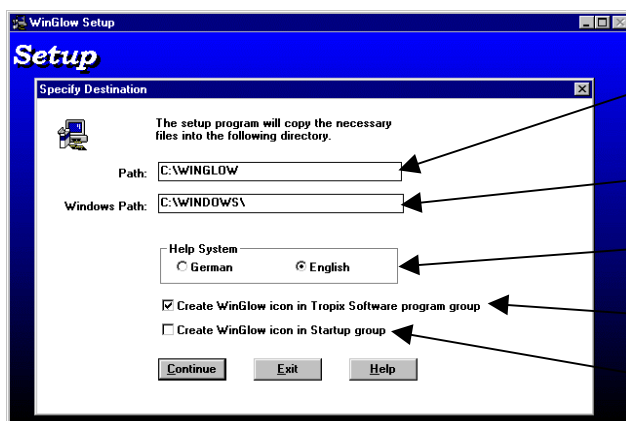 WinGlow Setup
Setup
Specify Destination
The setup program will copy the necessary
files into the following directory.
Path: C:\WINGLOW
Windows Path: C:\WINDOWS\
Help System
German English
Create WinGlow icon in Tropix Software program group
Create WinGlow icon in Startup group
Continue Exit Help